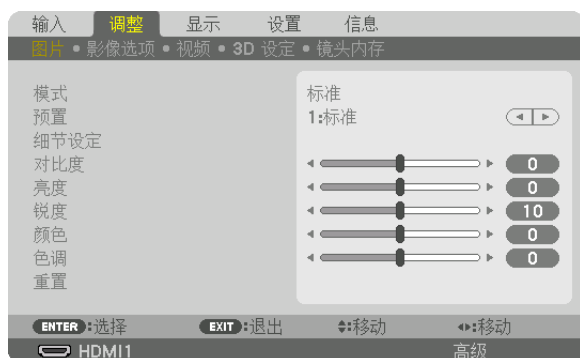 输入 调整 显示 设置 信息
图片 • 影像选项 • 视频 • 3D 设定 • 镜头内存
模式 标准
预置 1:标准
细节设定
对比度 0
亮度 0
锐度 10
颜色 0
色调 0
重置
ENTER:选择 EXIT:退出 :移动 :移动
HDMI1 高级